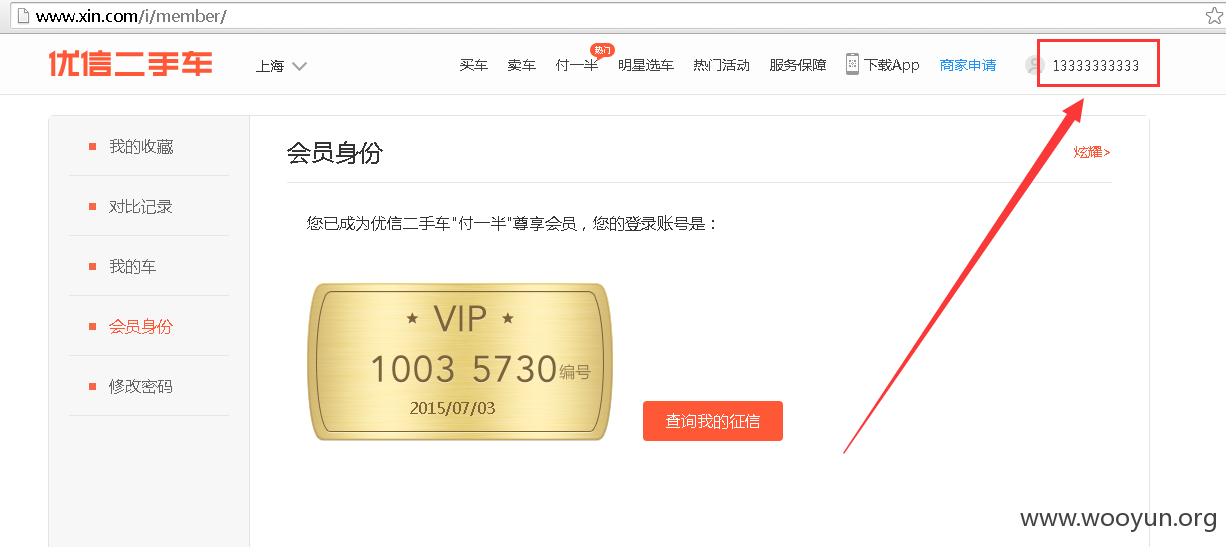 www.xin.com/i/member/
优信二手车
上海
买车 卖车 付一半 热门 明星选车 热门活动 服务保障 下载App 商家申请 13333333333
我的收藏
对比记录
我的车
会员身份
修改密码
会员身份
炫耀>
您已成为优信二手车"付一半"尊享会员，您的登录账号是：
★ VIP ★
1003 5730编号
2015/07/03
查询我的征信
www.wooyun.org